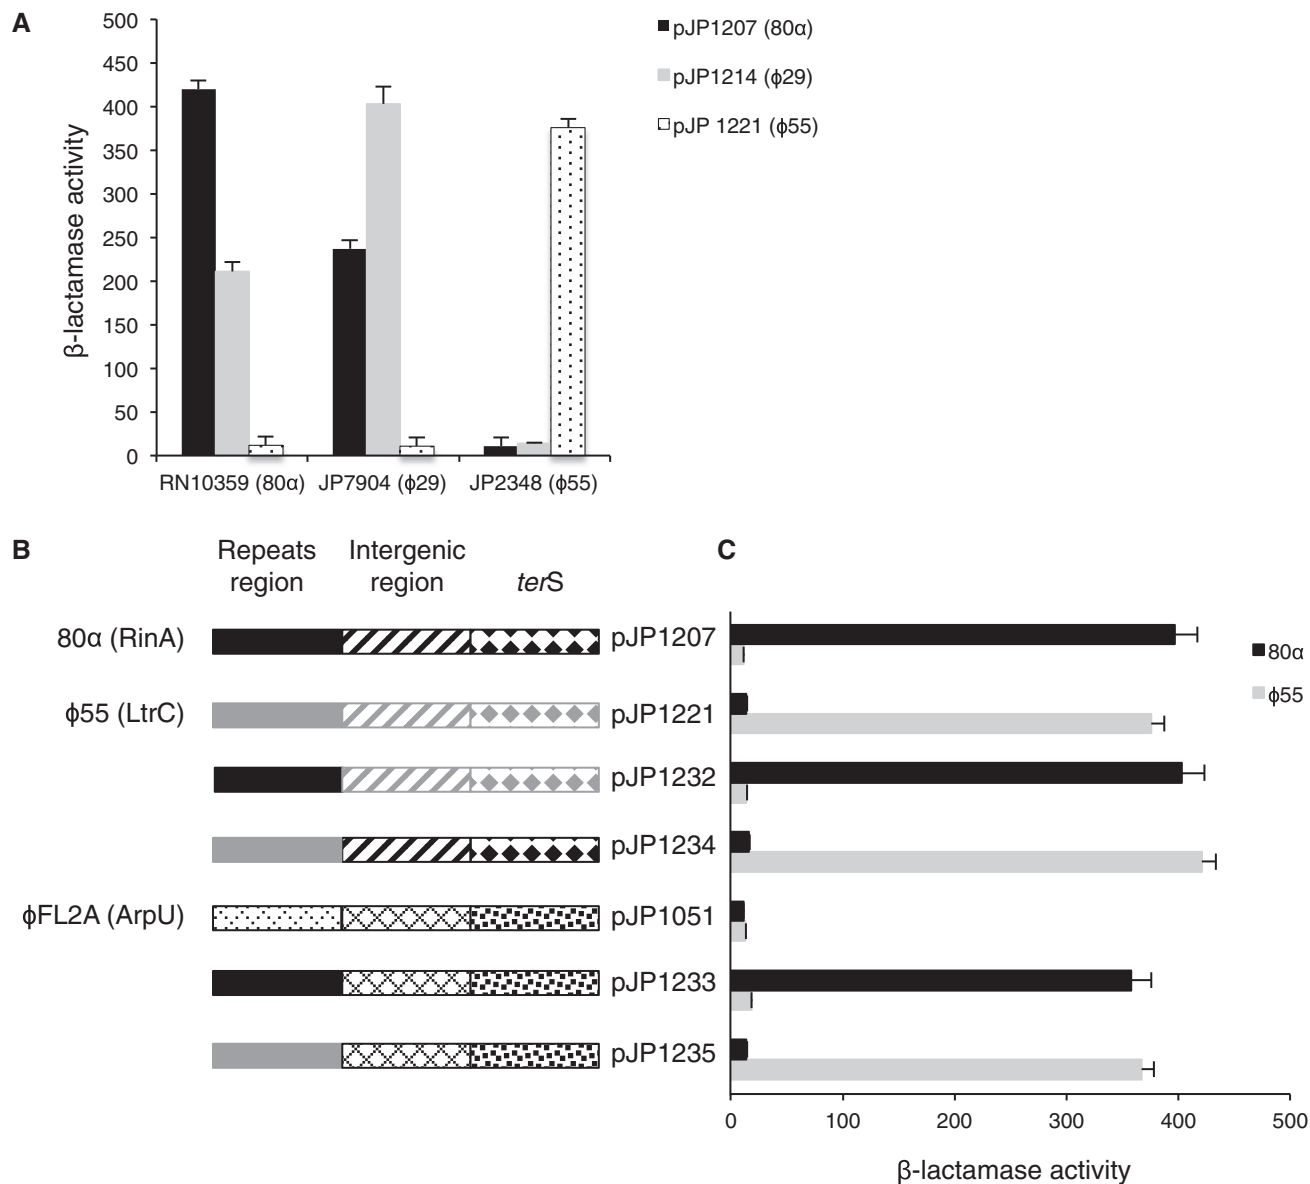 A
500
450
400
350
300
250
200
150
100
50
0
β-lactamase activity
RN10359 (80α) JP7904 (ϕ29) JP2348 (ϕ55)
pJP1207 (80α)
pJP1214 (ϕ29)
pJP 1221 (ϕ55)
B
Repeats region
Intergenic region
terS
80α (RinA)
pJP1207
ϕ55 (LtrC)
pJP1221
pJP1232
pJP1234
ϕFL2A (ArpU)
pJP1051
pJP1233
pJP1235
C
80α
ϕ55
0 100 200 300 400 500
β-lactamase activity